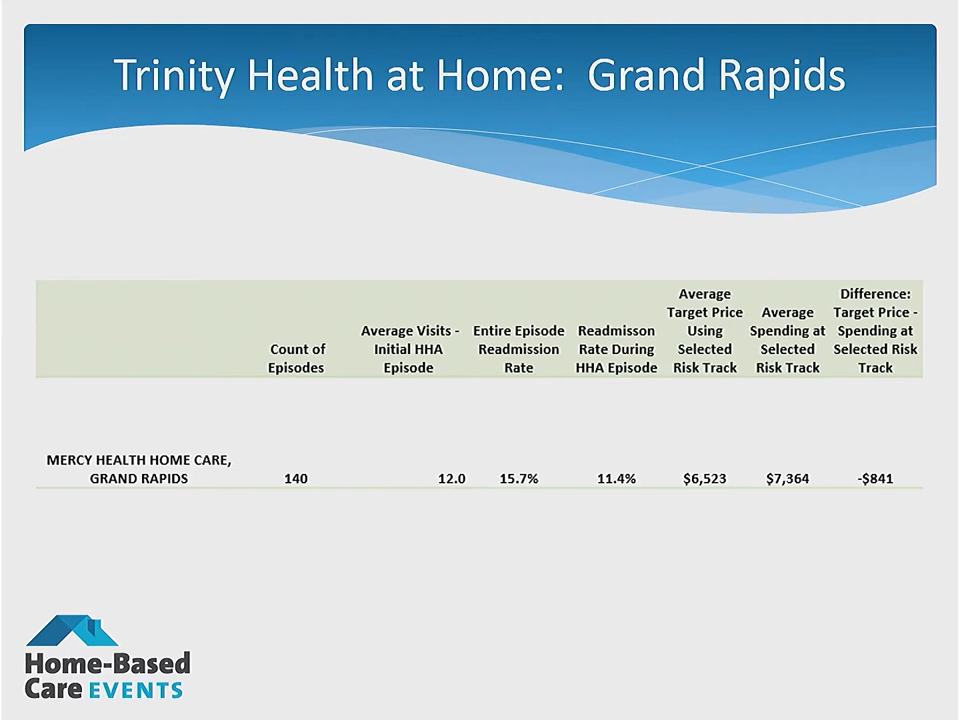 Trinity Health at Home:  Grand Rapids
Count of
Episodes
Average Visits -
Initial HHA
Episode
Entire Episode
Readmission
Rate
Readmisson
Rate During
HHA Episode
Average
Target Price
Using
Selected
Risk Track
Average
Spending at
Selected
Risk Track
Difference:
Target Price -
Spending at
Selected Risk
Track
MERCY HEALTH HOME CARE,
GRAND RAPIDS
140
12.0
15.7%
11.4%
$6,523
$7,364
-$841
Home-Based
Care EVENTS